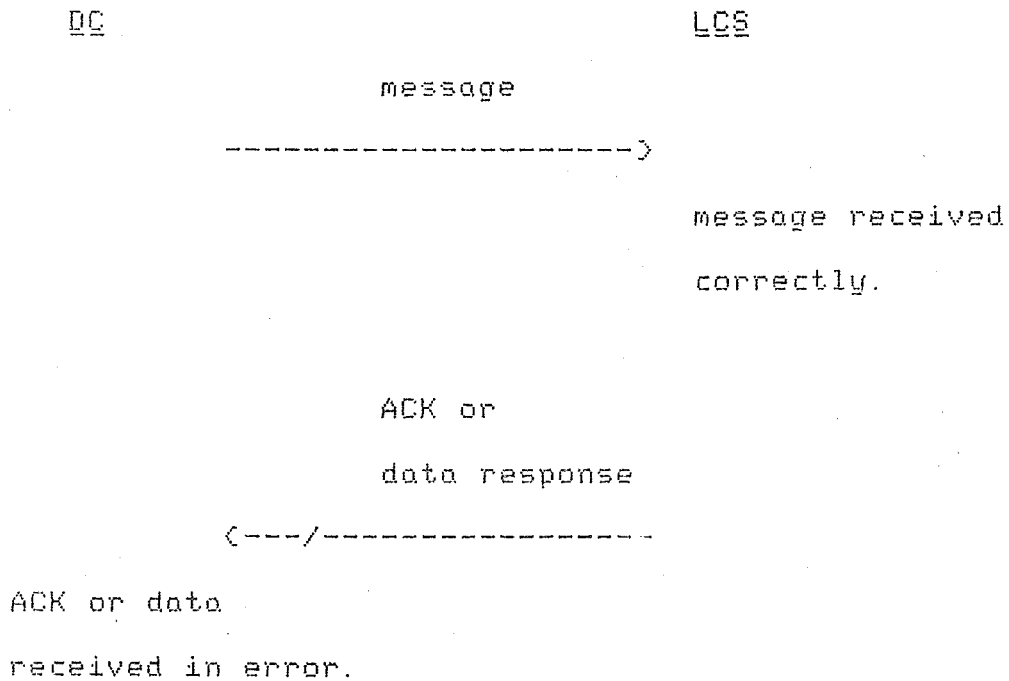 DC LCS
message
---------------------->
message received
correctly.
ACK or
data response
<---/------------------
ACK or data
received in error.